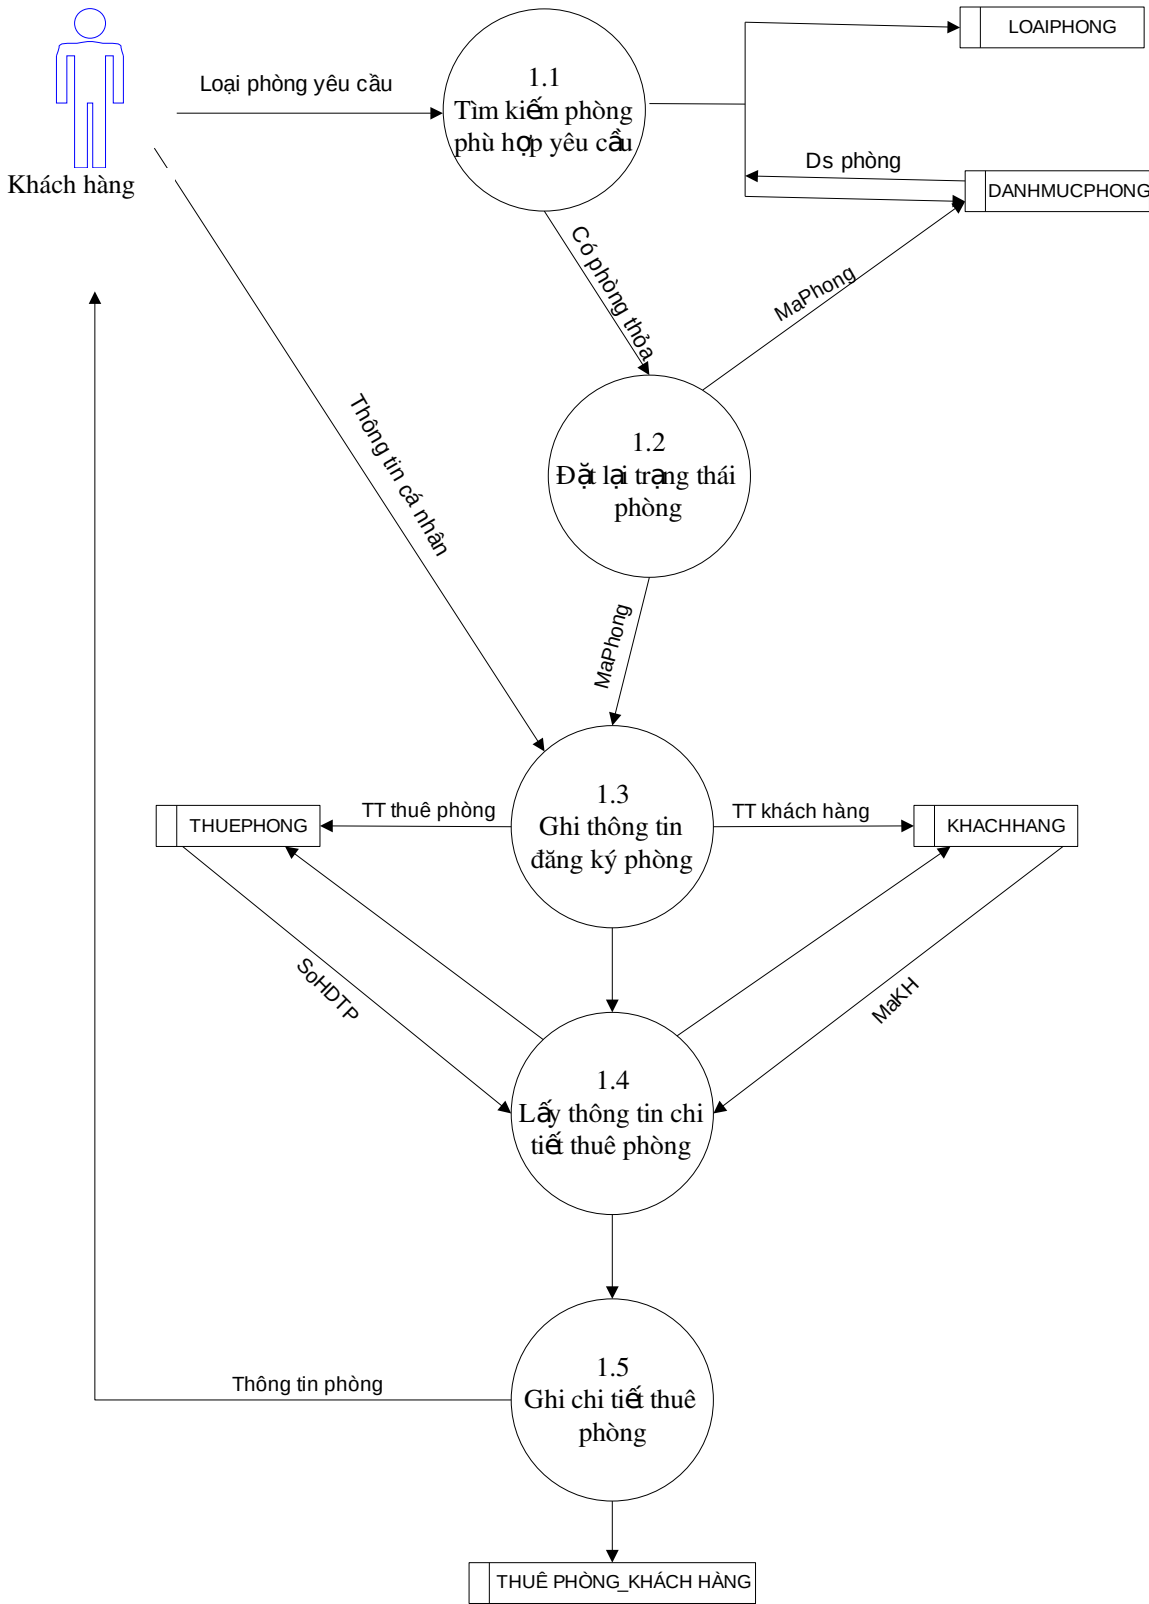 LOAIPHONG
1.1
Tìm kiếm phòng
phù hợp yêu cầu
Loại phòng yêu cầu
Khách hàng
Ds phòng
DANHMUCPHONG
Có phòng thỏa
MaPhong
Thông tin cá nhân
1.2
Đặt lại trạng thái
phòng
MaPhong
1.3
Ghi thông tin
đăng ký phòng
TT thuê phòng
THUEPHONG
TT khách hàng
KHACHHANG
SoHDTP
MaKH
1.4
Lấy thông tin chi
tiết thuê phòng
1.5
Ghi chi tiết thuê
phòng
Thông tin phòng
THUÊ PHÒNG_KHÁCH HÀNG